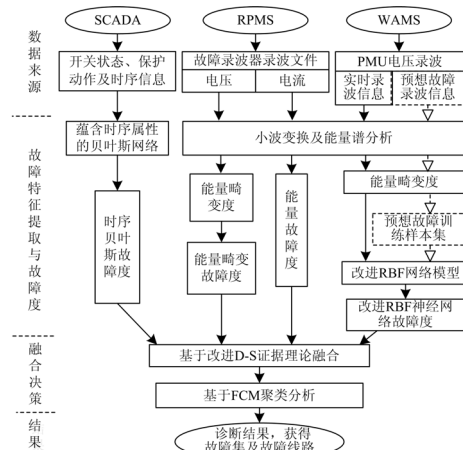 SCADA
RPMS
WAMS
数据来源
开关状态、保护
动作及时序信息
故障录波器录波文件
电压
电流
PMU电压录波
实时录
波信息
预想故障
录波信息
故障特征提取与故障度
蕴含时序属性
的贝叶斯网络
小波变换及能量谱分析
时序
贝叶
斯故
障度
能量畸
变度
能量畸变
故障度
能量故障度
能量畸变度
预想故障训
练样本集
改进RBF网络模型
改进RBF神经网
络故障度
融合决策
基于改进D-S证据理论融合
基于FCM聚类分析
结果
诊断结果，获得
故障集及故障线路